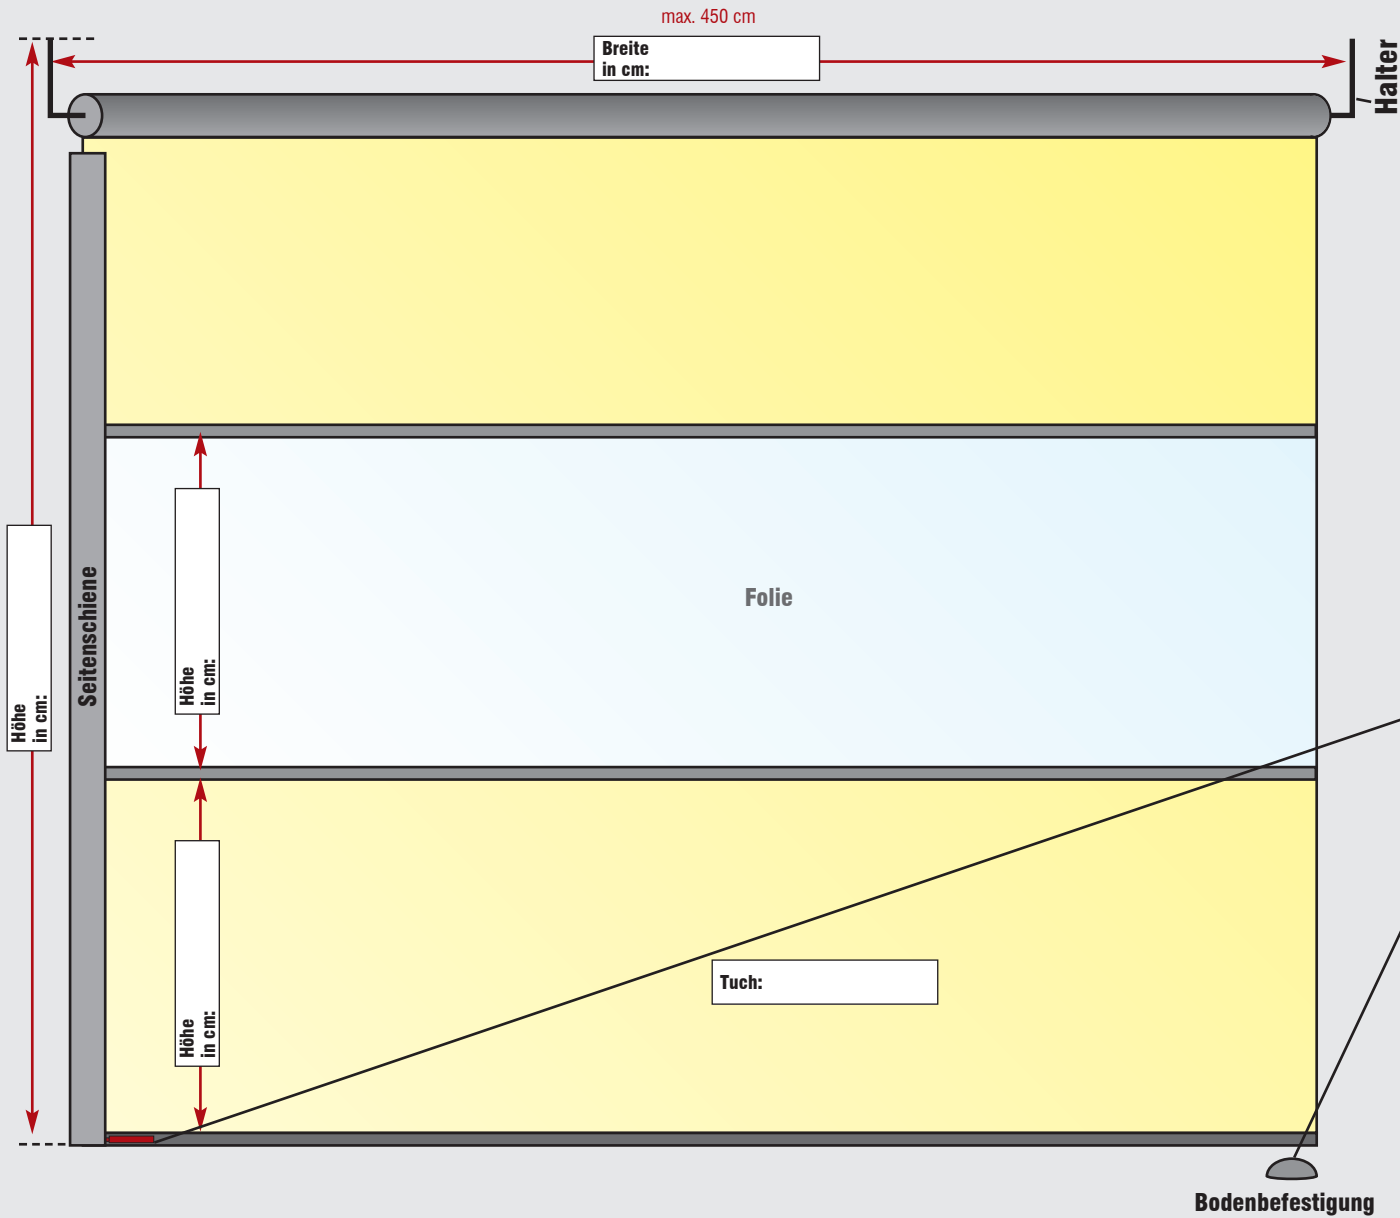 max. 450 cm
Breite
in cm:
Halter
Höhe
in cm:
Seitenschiene
Höhe
in cm:
Folie
Höhe
in cm:
Tuch:
Bodenbefestigung